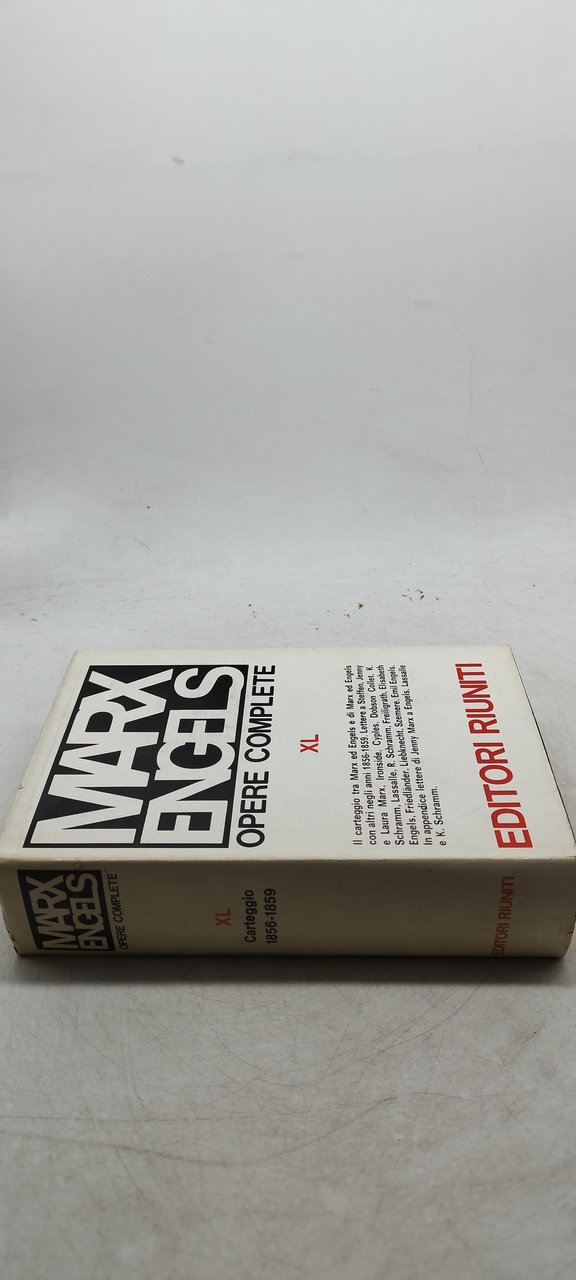 MARX
ENGELS
OPERE COMPLETE
XL
Il carteggio tra Marx ed Engels e di Marx ed Engels
con altri negli anni 1856-1859. Lettere a Steffen, Jenny
e Laura Marx, Ironside, Cyples, Dobson Collet, K.
Schramm, Lassalle, R. Schramm, Freiligrath, Elisabeth
Engels, Friedländer, Liebknecht, Szemere, Emil Engels.
In appendice lettere di Jenny Marx a Engels, Lassalle
e K. Schramm.
EDITORI RIUNITI
MARX
ENGELS
OPERE COMPLETE
XL
Carteggio
1856-1859
EDITORI RIUNITI